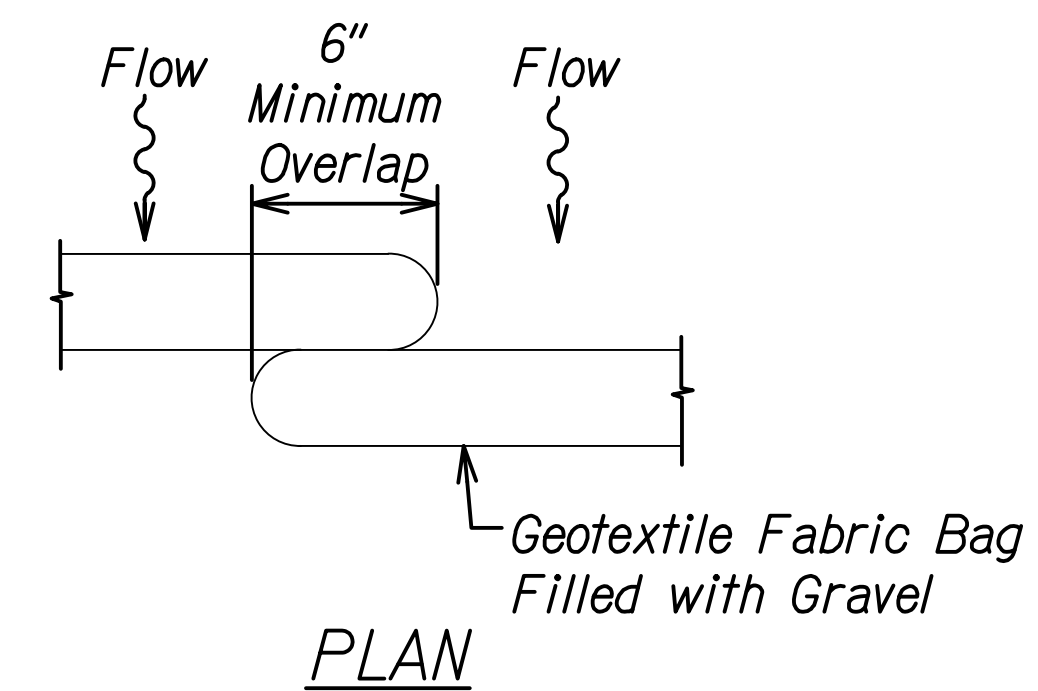 Flow
6"
Minimum
Overlap
Flow
Geotextile Fabric Bag
Filled with Gravel
PLAN